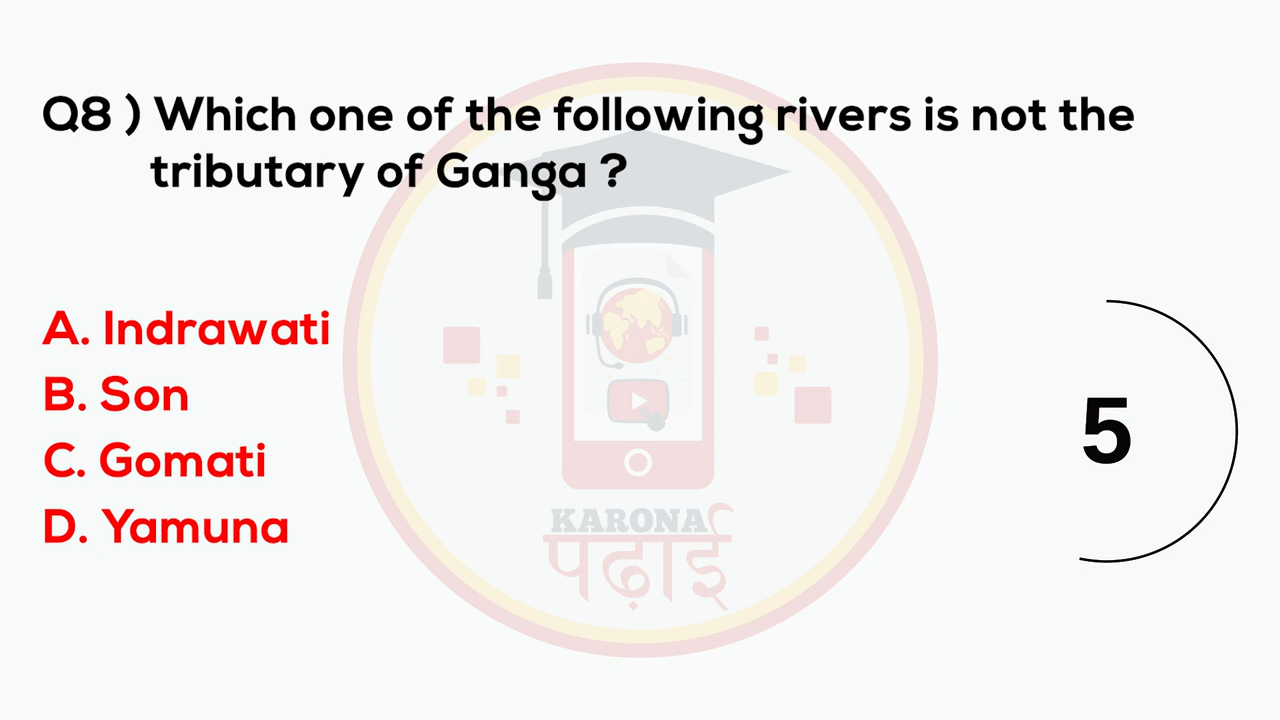 Q8 ) Which one of the following rivers is not the
tributary of Ganga ?
A. Indrawati
B. Son
C. Gomati
D. Yamuna
5
KARONA
पढ़ाई